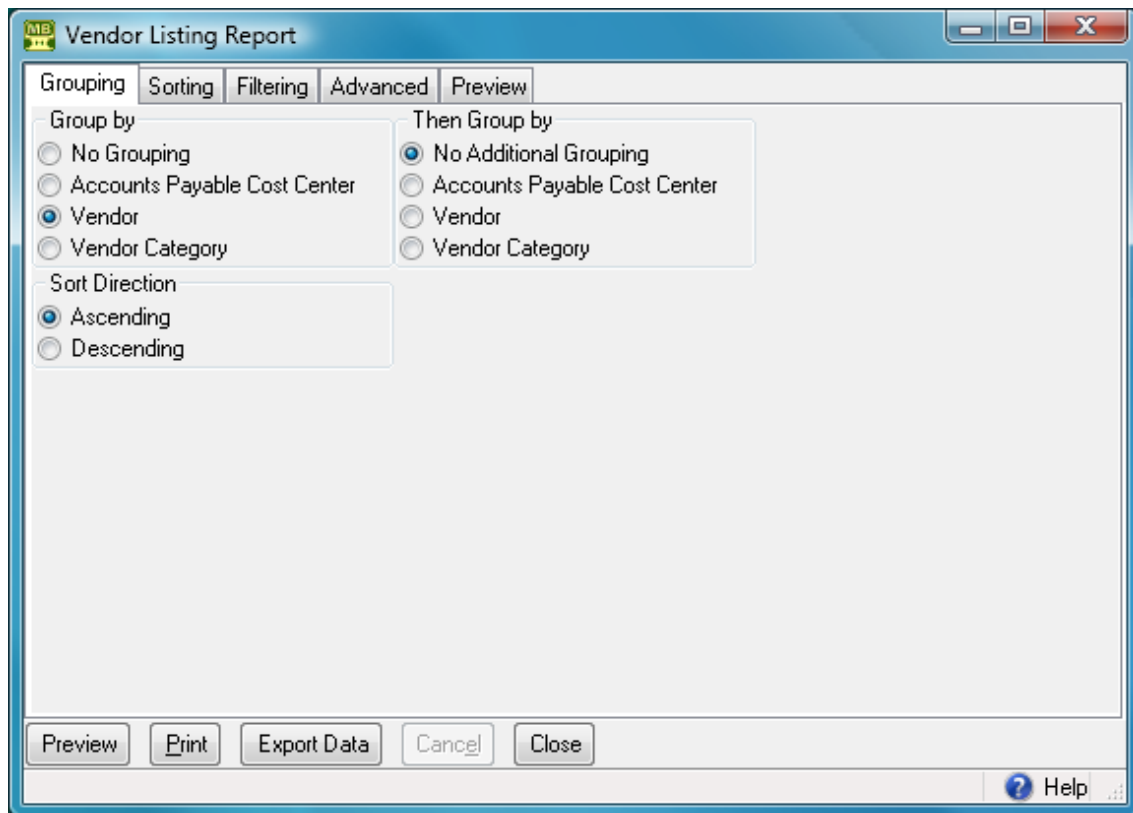 MB
Vendor Listing Report
Grouping Sorting Filtering Advanced Preview
Group by
No Grouping
Accounts Payable Cost Center
Vendor
Vendor Category
Then Group by
No Additional Grouping
Accounts Payable Cost Center
Vendor
Vendor Category
Sort Direction
Ascending
Descending
Preview Print Export Data Cancel Close
? Help